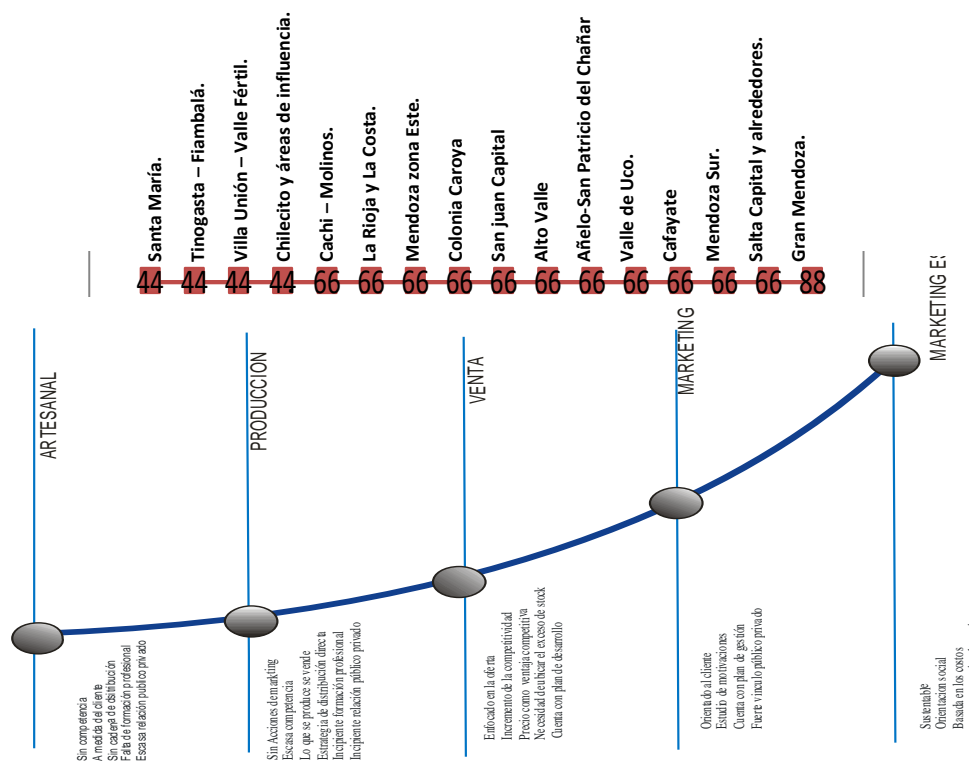 Sin competencia
A medida del cliente
Sin cadena de distribución
Falta de formación profesional
Escasa relación publico privado
ARTESANAL
Sin Acciones de marking
Escasa competencia
Lo que se produce se vende
Estrategia de distribución directa
Incipiente formación profesional
Incipiente relación público privado
PRODUCCION
Enfocado en la oferta
Incremento de la competitividad
Precio como ventaja competitiva
Necesidad de ubicar el exceso de stock
Cuenta con plan de desarrollo
VENTA
Orientado al cliente
Estudio de motivaciones
Cuenta con plan de gestión
Fuerte vinculo público privado
MARKETING
Sustentable
Orientacion social
Basada en los costos
MARKETING ES
44 Santa María.
44 Tinogasta – Fiambalá.
44 Villa Unión – Valle Fértil.
44 Chilecito y áreas de influencia.
66 Cachi – Molinos.
66 La Rioja y La Costa.
66 Mendoza zona Este.
66 Colonia Caroya
66 San juan Capital
66 Alto Valle
66 Añelo-San Patricio del Chañar
66 Valle de Uco.
66 Cafayate
66 Mendoza Sur.
66 Salta Capital y alrededores.
88 Gran Mendoza.